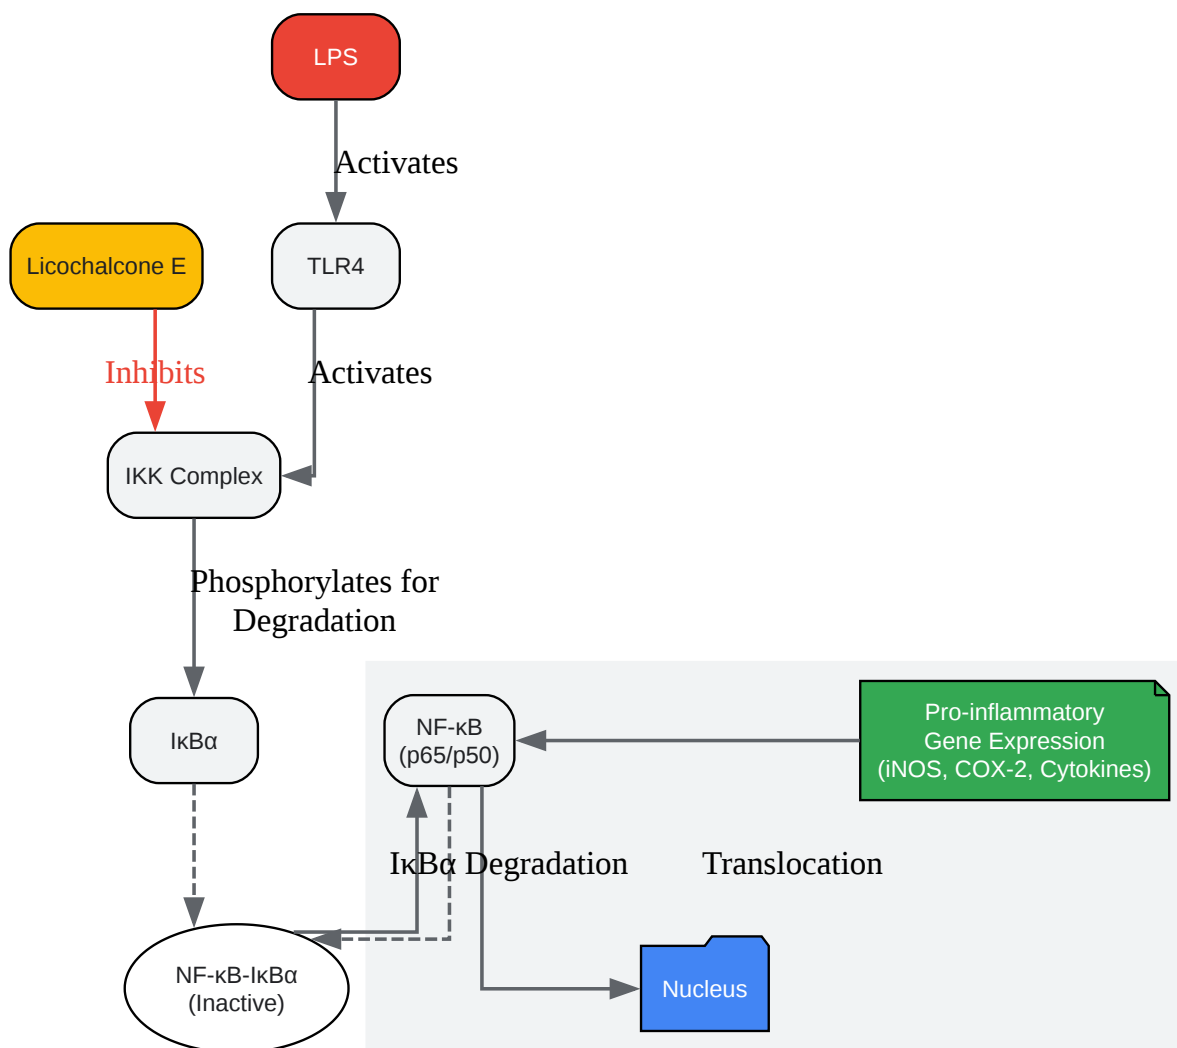 LPS
Activates
Licochalcone E
TLR4
Inhibits
Activates
IKK Complex
Phosphorylates for
Degradation
IκBα
NF-κB
(p65/p50)
Pro-inflammatory
Gene Expression
(iNOS, COX-2, Cytokines)
IκBα Degradation
Translocation
NF-κB-IκBα
(Inactive)
Nucleus